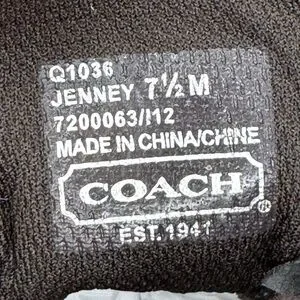 Q1036
JENNEY 7½ M
7200063/I12
MADE IN CHINA/CHINE
COACH®
EST. 1941